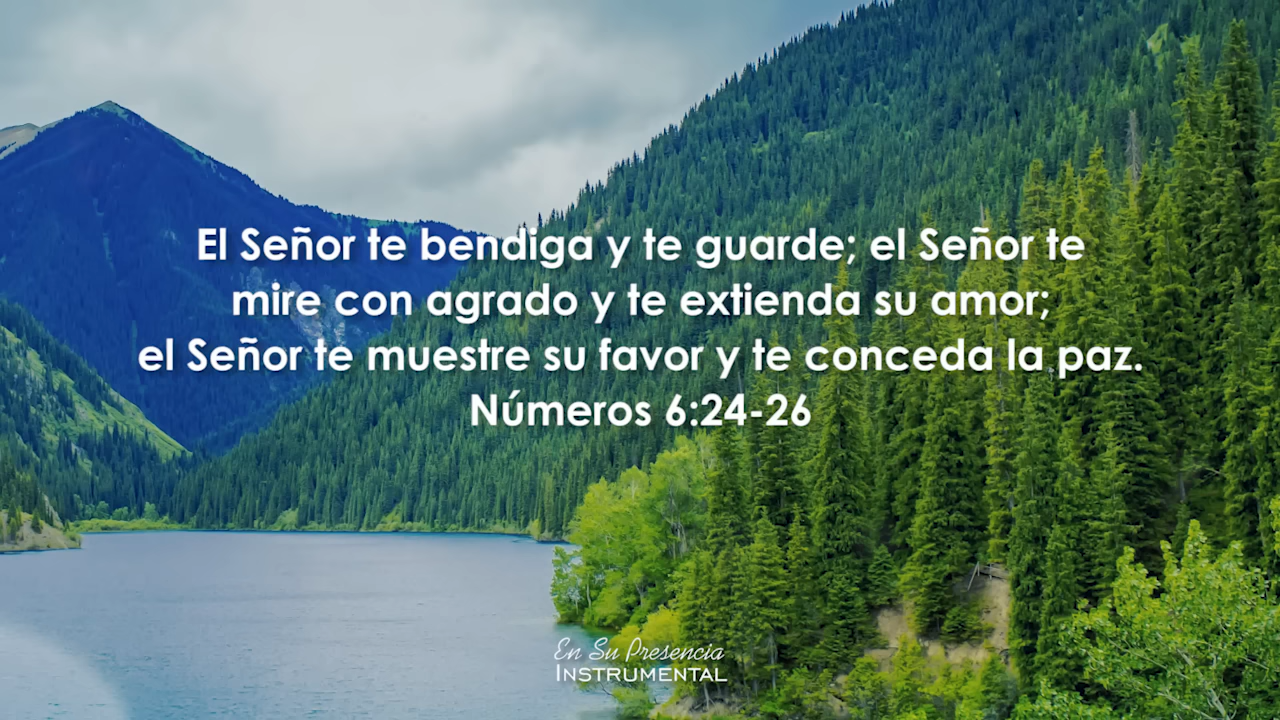 El Señor te bendiga y te guarde; el Señor te
mire con agrado y te extienda su amor;
el Señor te muestre su favor y te conceda la paz.
Números 6:24-26
En Su Presencia
INSTRUMENTAL